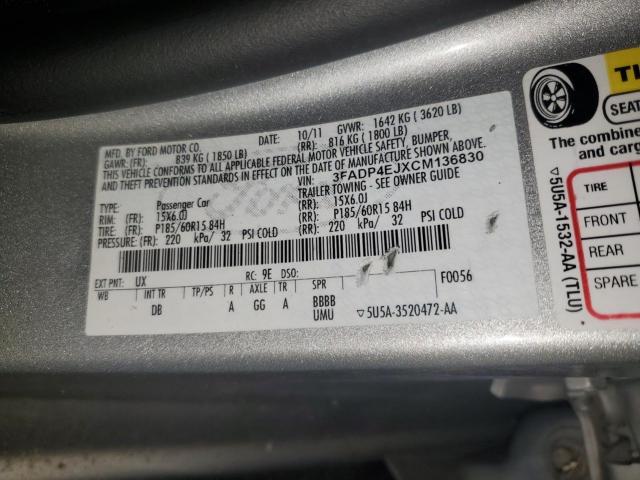 MFD. BY FORD MOTOR CO.
DATE: 10/11 GVWR: 1642 KG ( 3620 LB)
GAWR: (FR): 839 KG ( 1850 LB) (RR): 816 KG ( 1800 LB)
THIS VEHICLE CONFORMS TO ALL APPLICABLE FEDERAL MOTOR VEHICLE SAFETY, BUMPER,
AND THEFT PREVENTION STANDARDS IN EFFECT ON THE DATE OF MANUFACTURE SHOWN ABOVE.
VIN: 3FADP4EJXCM136830
TYPE: Passenger Car TRAILER TOWING - SEE OWNER GUIDE
RIM: (FR): 15X6.0J (RR): 15X6.0J
TIRE: (FR): P185/60R15 84H (RR): P185/60R15 84H
PRESSURE: (FR): 220 kPa/ 32 PSI COLD (RR): 220 kPa/ 32 PSI COLD
EXT PNT: UX RC: 9E DSO: F0056
WB INT TR TP/PS R AXLE TR SPR
DB A GG A BBBB
UMU ▽5U5A-3520472-AA
TI
SEAT
The combined
and carg
TIRE
FRONT
REAR
SPARE
▽5U5A-1532-AA (TLU)